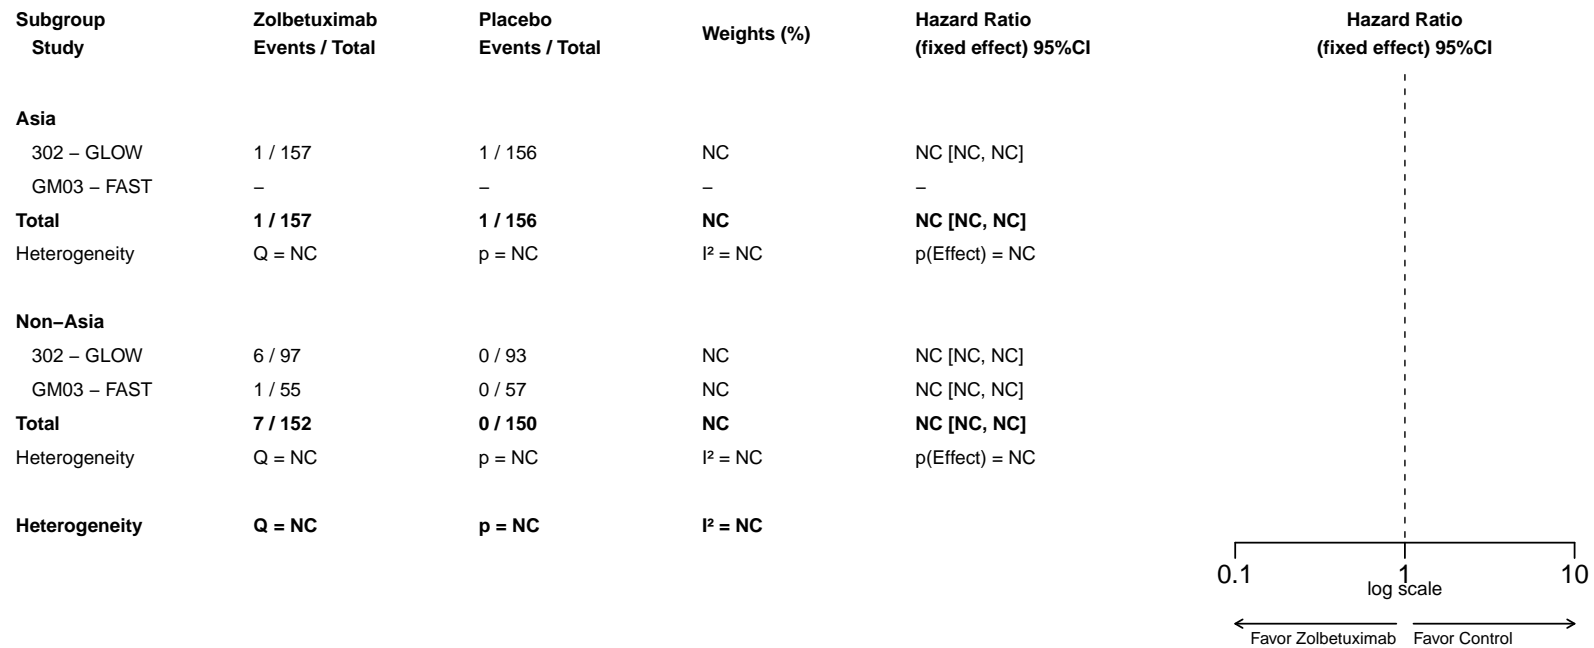 Subgroup Zolbetuximab Placebo Weights (%) Hazard Ratio Hazard Ratio
Study Events / Total Events / Total (fixed effect) 95%CI (fixed effect) 95%CI
Asia
302 − GLOW 1 / 157 1 / 156 NC NC [NC, NC]
GM03 − FAST − − − −
Total 1 / 157 1 / 156 NC NC [NC, NC]
Heterogeneity Q = NC p = NC I² = NC p(Effect) = NC
Non−Asia
302 − GLOW 6 / 97 0 / 93 NC NC [NC, NC]
GM03 − FAST 1 / 55 0 / 57 NC NC [NC, NC]
Total 7 / 152 0 / 150 NC NC [NC, NC]
Heterogeneity Q = NC p = NC I² = NC p(Effect) = NC
Heterogeneity Q = NC p = NC I² = NC
0.1 1 10
log scale
Favor Zolbetuximab Favor Control